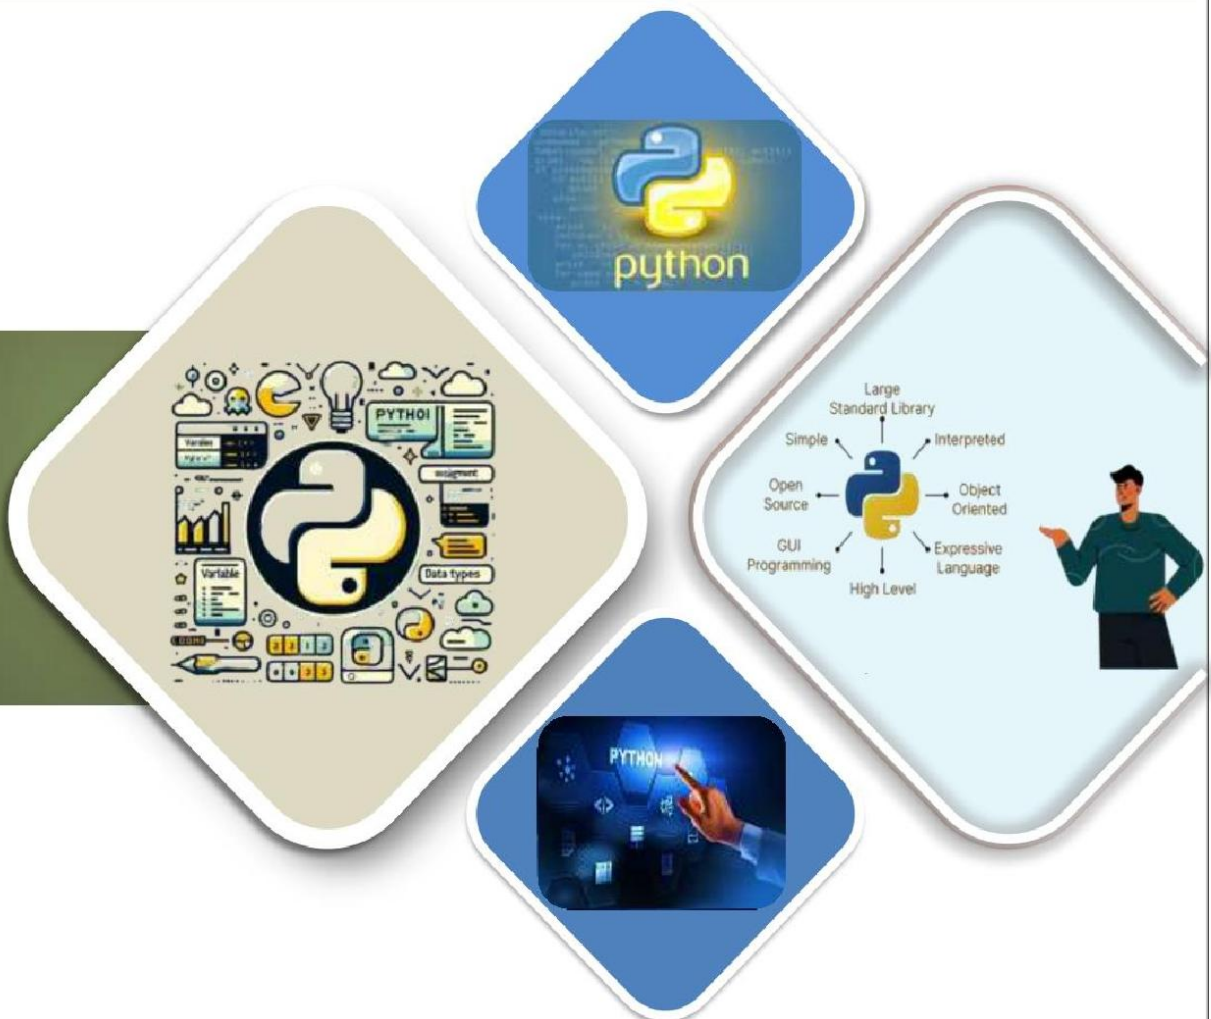 python
PYTHO
Variable
Data types
Large
Standard Library
Simple
Interpreted
Open
Source
Object
Oriented
GUI
Programming
Expressive
Language
High Level
PYTHON